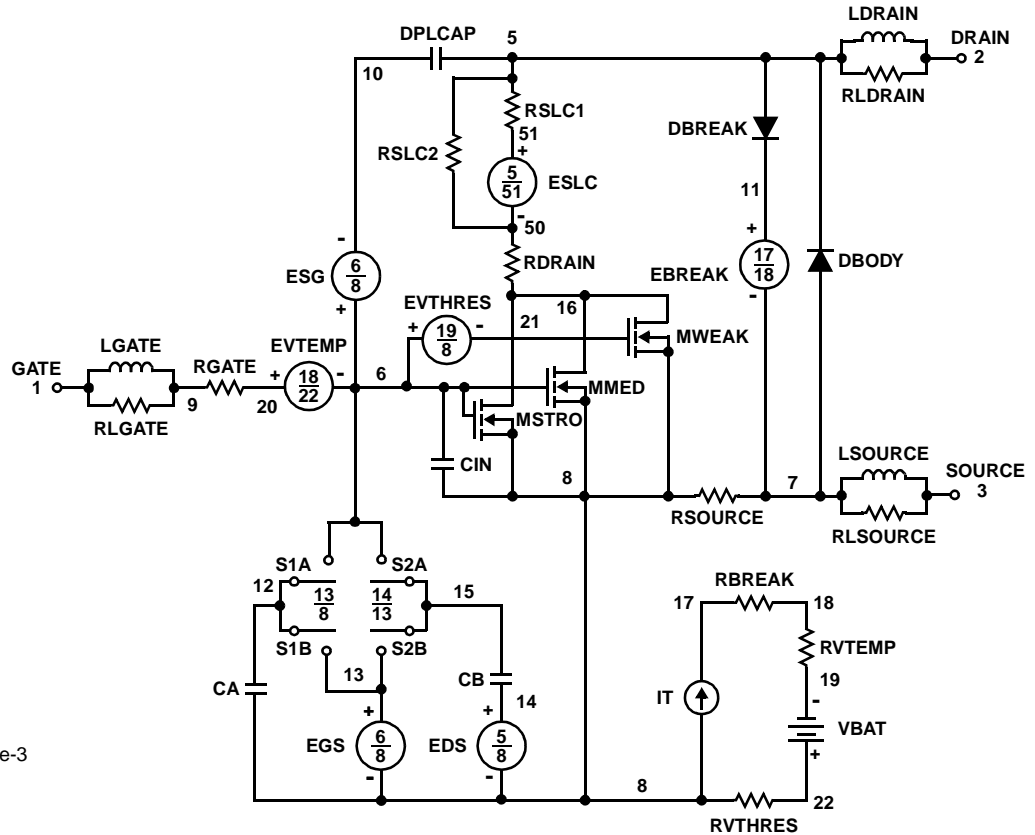 LDRAIN
DPLCAP 5 DRAIN
2
10
RLDRAIN
RSLC1
51
DBREAK
RSLC2
+
5
51
ESLC
11
-
50
-
+
RDRAIN
17
18
EBREAK
DBODY
6
8
ESG
+
EVTHRES
16
-
+ 19
8
- 21
MWEAK
LGATE
EVTEMP
GATE
1
RGATE
+ 18
22
- 6
MMED
9
20
RLGATE
MSTRO
LSOURCE
CIN
8 7
SOURCE
3
RSOURCE
RLSOURCE
S1A S2A
12
13
8
14
13
15
RBREAK
17 18
S1B S2B
RVTEMP
13
CB
CA
19
14
IT
-
+ +
VBAT
EGS 6
8
EDS 5
8
+
- -
8
22
RVTHRES
e-3